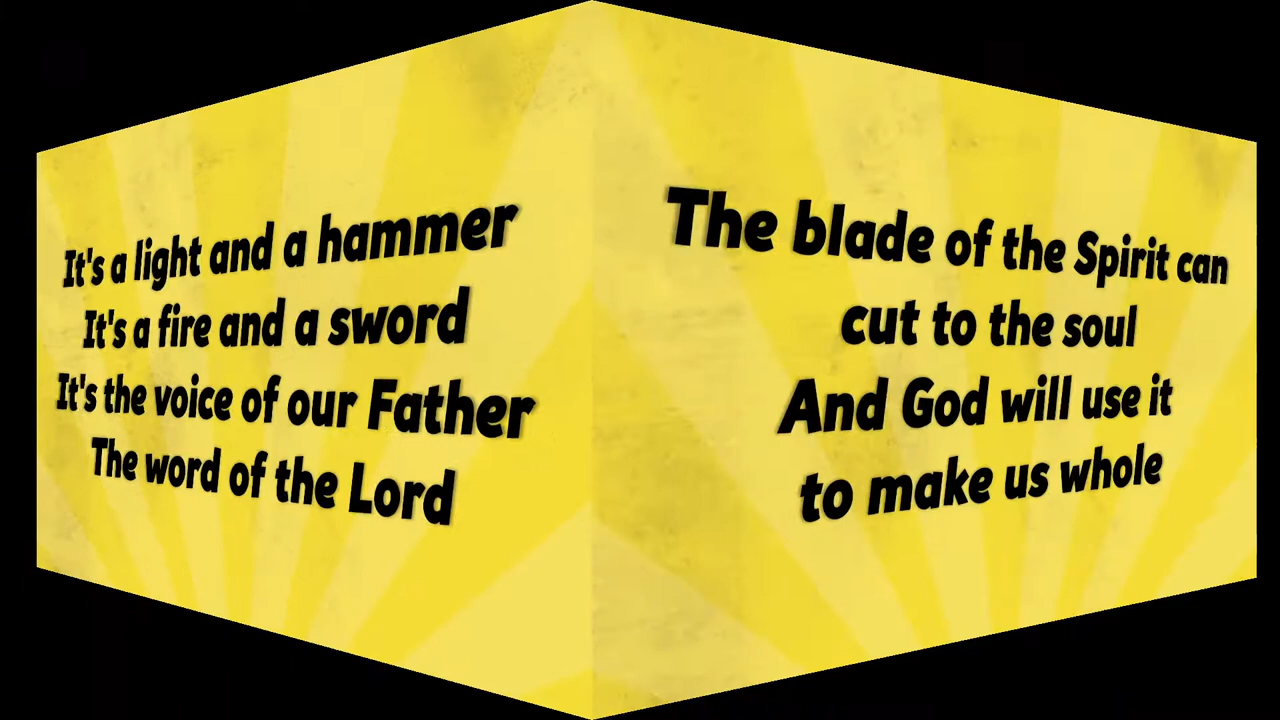 It's a light and a hammer
It's a fire and a sword
It's the voice of our Father
The word of the Lord
The blade of the Spirit can
cut to the soul
And God will use it
to make us whole